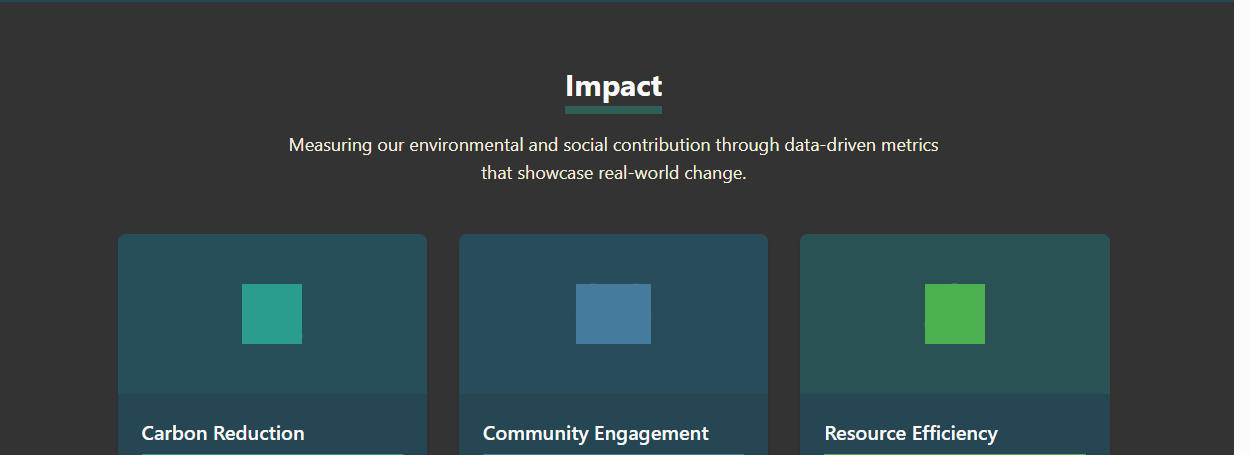 Impact
Measuring our environmental and social contribution through data-driven metrics
that showcase real-world change.
Carbon Reduction
Community Engagement
Resource Efficiency